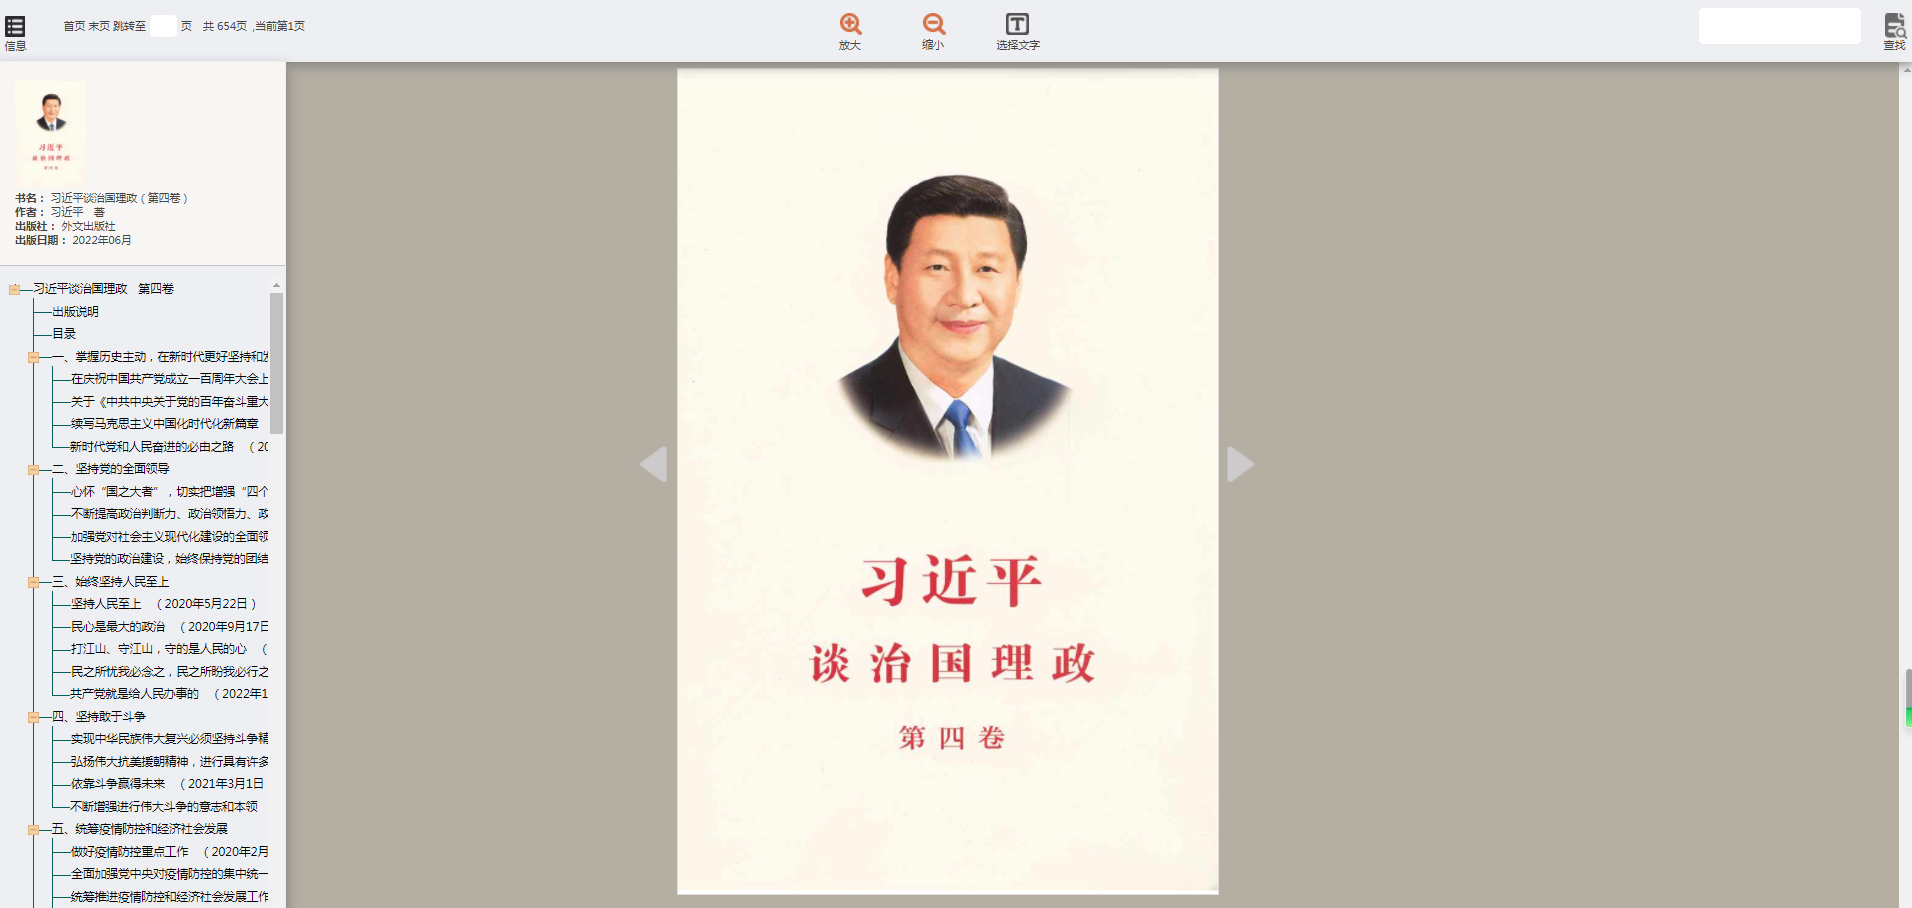 信息
首页 末页 跳转至 页 共 654页 ,当前第1页
放大
缩小
选择文字
查找
习近平
谈治国理政
第四卷
书名： 习近平谈治国理政（第四卷）
作者： 习近平　著
出版社： 外文出版社
出版日期： 2022年06月
习近平谈治国理政　第四卷
出版说明
目录
一、掌握历史主动，在新时代更好坚持和发
在庆祝中国共产党成立一百周年大会上
关于《中共中央关于党的百年奋斗重大
续写马克思主义中国化时代化新篇章
新时代党和人民奋进的必由之路　（20
二、坚持党的全面领导
心怀“国之大者”，切实把增强“四个
不断提高政治判断力、政治领悟力、政
加强党对社会主义现代化建设的全面领
坚持党的政治建设，始终保持党的团结
三、始终坚持人民至上
坚持人民至上　（2020年5月22日）
民心是最大的政治　（2020年9月17日
打江山、守江山，守的是人民的心　（
民之所忧我必念之，民之所盼我必行之
共产党就是给人民办事的　（2022年1
四、坚持敢于斗争
实现中华民族伟大复兴必须坚持斗争精
弘扬伟大抗美援朝精神，进行具有许多
依靠斗争赢得未来　（2021年3月1日
不断增强进行伟大斗争的意志和本领
五、统筹疫情防控和经济社会发展
做好疫情防控重点工作　（2020年2月
全面加强党中央对疫情防控的集中统一
统筹推进疫情防控和经济社会发展工作
习近平
谈治国理政
第四卷